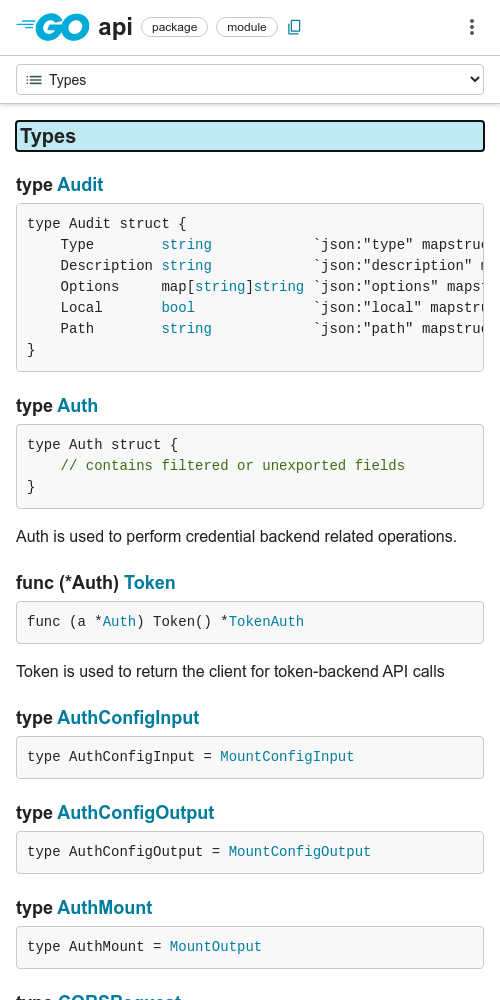 GO api package module
Types
Types
type Audit
type Audit struct {
    Type        string            `json:"type" mapstruc
    Description string            `json:"description" m
    Options     map[string]string `json:"options" mapst
    Local       bool              `json:"local" mapstru
    Path        string            `json:"path" mapstruc
}
type Auth
type Auth struct {
    // contains filtered or unexported fields
}
Auth is used to perform credential backend related operations.
func (*Auth) Token
func (a *Auth) Token() *TokenAuth
Token is used to return the client for token-backend API calls
type AuthConfigInput
type AuthConfigInput = MountConfigInput
type AuthConfigOutput
type AuthConfigOutput = MountConfigOutput
type AuthMount
type AuthMount = MountOutput
type CORSRequest